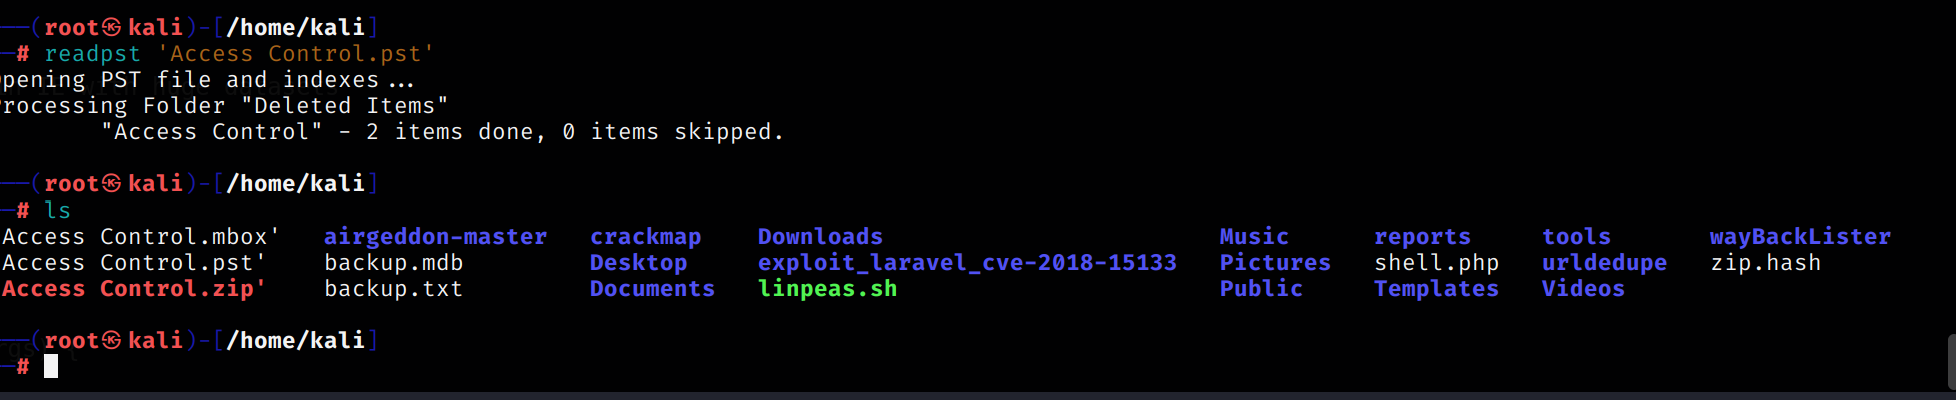 (root㉿kali)-[/home/kali]
# readpst 'Access Control.pst'
pening PST file and indexes...
rocessing Folder "Deleted Items"
"Access Control" - 2 items done, 0 items skipped.
(root㉿kali)-[/home/kali]
# ls
Access Control.mbox' airgeddon-master crackmap Downloads Music reports tools wayBackLister
Access Control.pst' backup.mdb Desktop exploit_laravel_cve-2018-15133 Pictures shell.php urldedupe zip.hash
Access Control.zip' backup.txt Documents linpeas.sh Public Templates Videos
(root㉿kali)-[/home/kali]
#